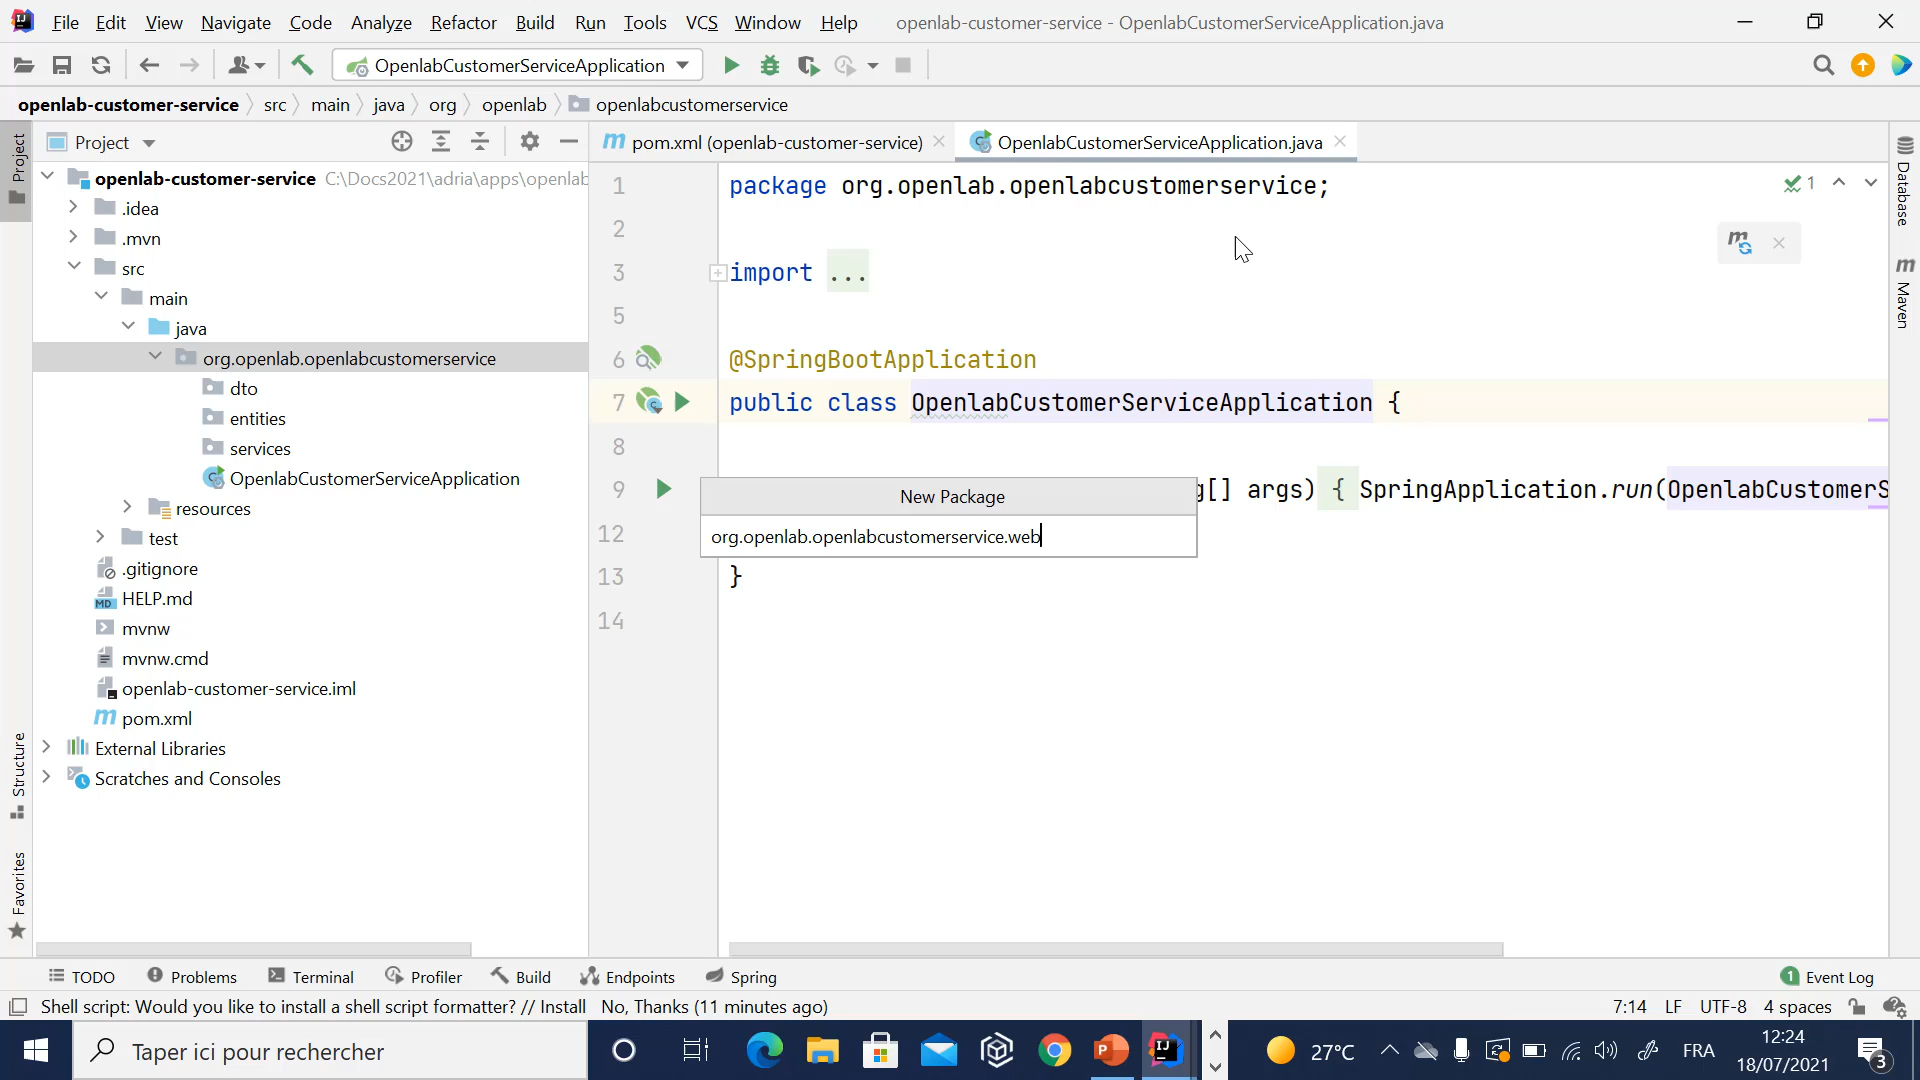 File Edit View Navigate Code Analyze Refactor Build Run Tools VCS Window Help openlab-customer-service - OpenlabCustomerServiceApplication.java
OpenlabCustomerServiceApplication
openlab-customer-service src main java org openlab openlabcustomerservice
Project
pom.xml (openlab-customer-service) OpenlabCustomerServiceApplication.java
Project
Structure
Favorites
openlab-customer-service C:\Docs2021\adria\apps\openlab
.idea
.mvn
src
main
java
org.openlab.openlabcustomerservice
dto
entities
services
OpenlabCustomerServiceApplication
resources
test
.gitignore
HELP.md
mvnw
mvnw.cmd
openlab-customer-service.iml
pom.xml
External Libraries
Scratches and Consoles
1 package org.openlab.openlabcustomerservice;
2
3 import ...
5
6 @SpringBootApplication
7 public class OpenlabCustomerServiceApplication {
8
9 g[] args) { SpringApplication.run(OpenlabCustomerS
12
13 }
14
1
New Package
org.openlab.openlabcustomerservice.web
Database
Maven
TODO Problems Terminal Profiler Build Endpoints Spring 1 Event Log
Shell script: Would you like to install a shell script formatter? // Install No, Thanks (11 minutes ago) 7:14 LF UTF-8 4 spaces
Taper ici pour rechercher
27°C FRA
12:24
18/07/2021
3